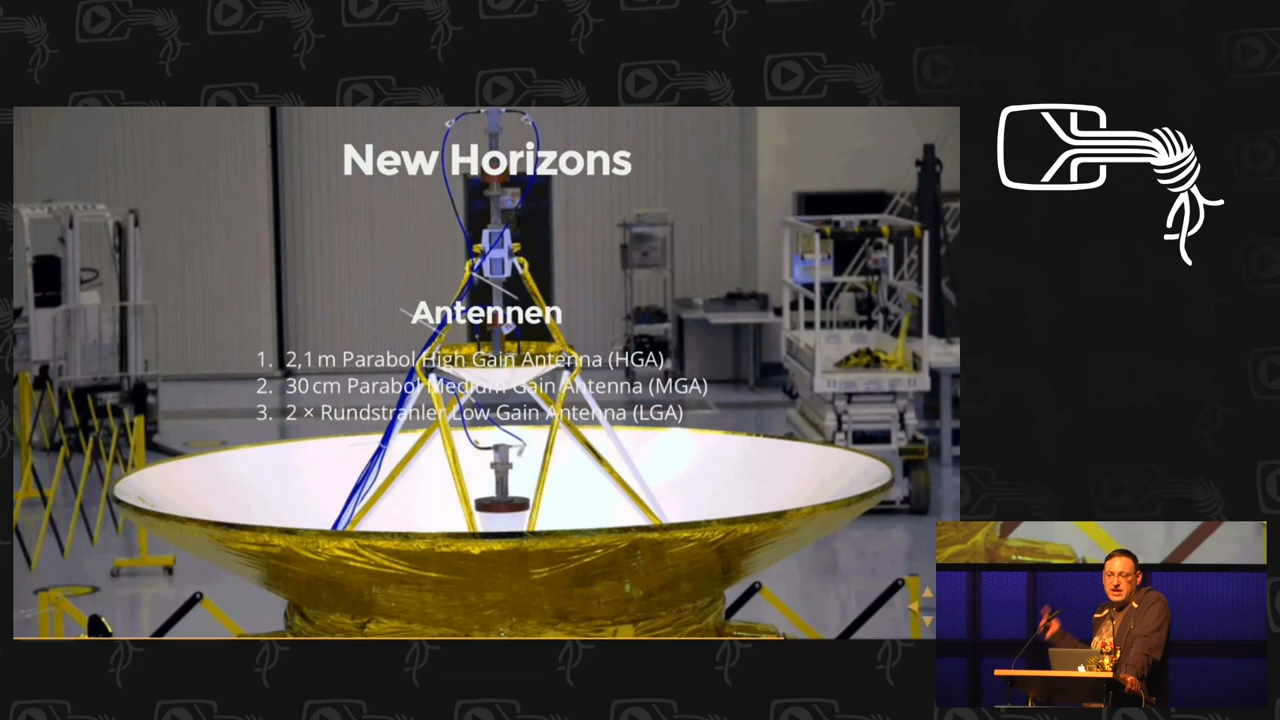 New Horizons
Antennen
1. 2,1 m Parabol High Gain Antenna (HGA)
2. 30 cm Parabol Medium Gain Antenna (MGA)
3. 2 × Rundstrahler Low Gain Antenna (LGA)